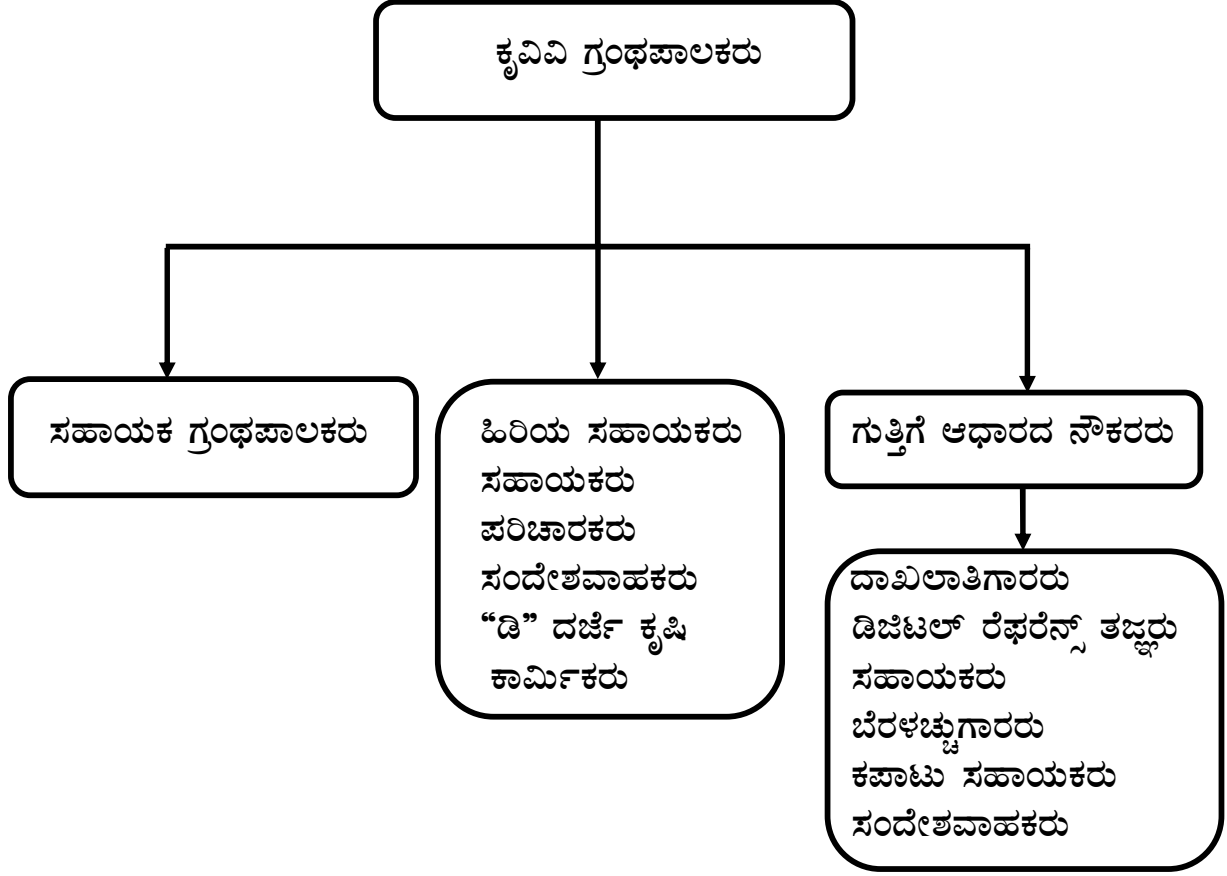 ಕೃವಿವಿ ಗ್ರಂಥಪಾಲಕರು
ಸಹಾಯಕ ಗ್ರಂಥಪಾಲಕರು
ಹಿರಿಯ ಸಹಾಯಕರು
ಸಹಾಯಕರು
ಪರಿಚಾರಕರು
ಸಂದೇಶವಾಹಕರು
“ಡಿ” ದರ್ಜೆ ಕೃಷಿ
ಕಾರ್ಮಿಕರು
ಗುತ್ತಿಗೆ ಆಧಾರದ ನೌಕರರು
ದಾಖಲಾತಿಗಾರರು
ಡಿಜಿಟಲ್ ರೆಫರೆನ್ಸ್ ತಜ್ಞರು
ಸಹಾಯಕರು
ಬೆರಳಚ್ಚುಗಾರರು
ಕಪಾಟು ಸಹಾಯಕರು
ಸಂದೇಶವಾಹಕರು